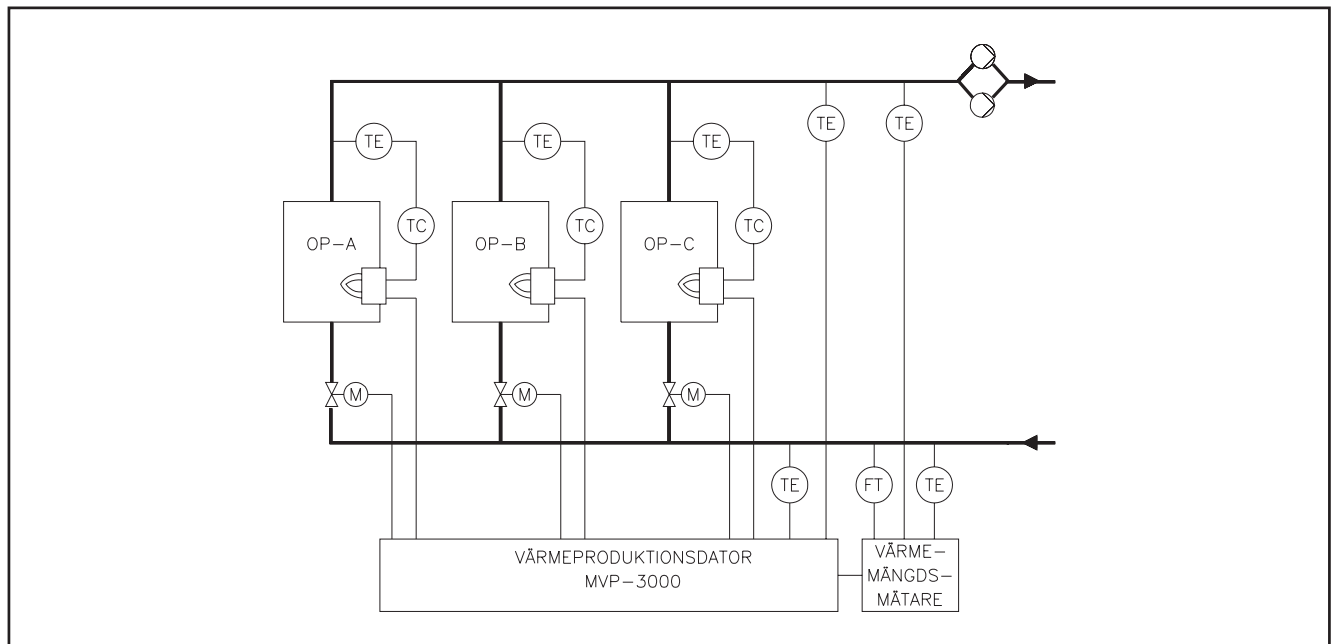 TE
TE
TE
TE
TE
TC
TC
TC
OP-A
OP-B
OP-C
M
M
M
TE
FT
TE
VÄRMEPRODUKTIONSDATOR
MVP-3000
VÄRME-
MÄNGDS-
MÄTARE